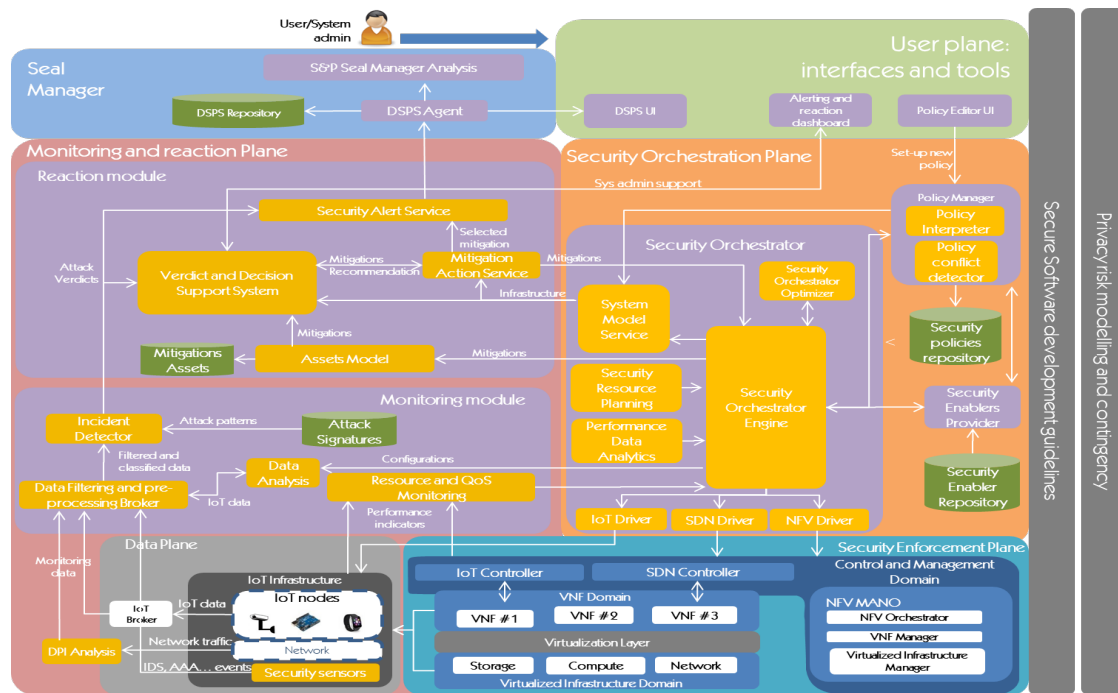 User/System
admin
Seal
Manager
S&P Seal Manager Analysis
DSPS Repository
DSPS Agent
User plane:
interfaces and tools
DSPS UI
Alerting and
reaction
dashboard
Policy Editor UI
Monitoring and reaction Plane
Reaction module
Security Alert Service
Sys admin support
Selected
mitigation
Attack
Verdicts
Verdict and Decision
Support System
Mitigations
Recommendation
Mitigation
Action Service
Mitigations
Infrastructure
Mitigations
Mitigations
Assets
Assets Model
Mitigations
Security Orchestration Plane
Set-up new
policy
Policy Manager
Policy
Interpreter
Policy
conflict
detector
Security Orchestrator
Security
Orchestrator
Optimizer
System
Model
Service
Security
Resource
Planning
Performance
Data
Analytics
Security
Orchestrator
Engine
<
Security
policies
repository
Security
Enablers
Provider
Security
Enabler
Repository
IoT Driver
SDN Driver
NFV Driver
Monitoring module
Incident
Detector
Attack patterns
Attack
Signatures
Filtered and
classified data
Data Filtering and pre-
processing Broker
IoT data
Data
Analysis
Configurations
Resource and QoS
Monitoring
Performance
indicators
Monitoring
data
Data Plane
IoT Infrastructure
IoT nodes
IoT
Broker
IoT data
Network traffic
Network
DPI Analysis
IDS, AAA... events
Security sensors
Security Enforcement Plane
Control and Management
Domain
IoT Controller
SDN Controller
VNF Domain
VNF #1
VNF #2
VNF #3
Virtualization Layer
Storage
Compute
Network
Virtualized Infrastructure Domain
NFV MANO
NFV Orchestrator
VNF Manager
Virtualized Infrastructure
Manager
Secure Software development guidelines
Privacy risk modelling and contingency